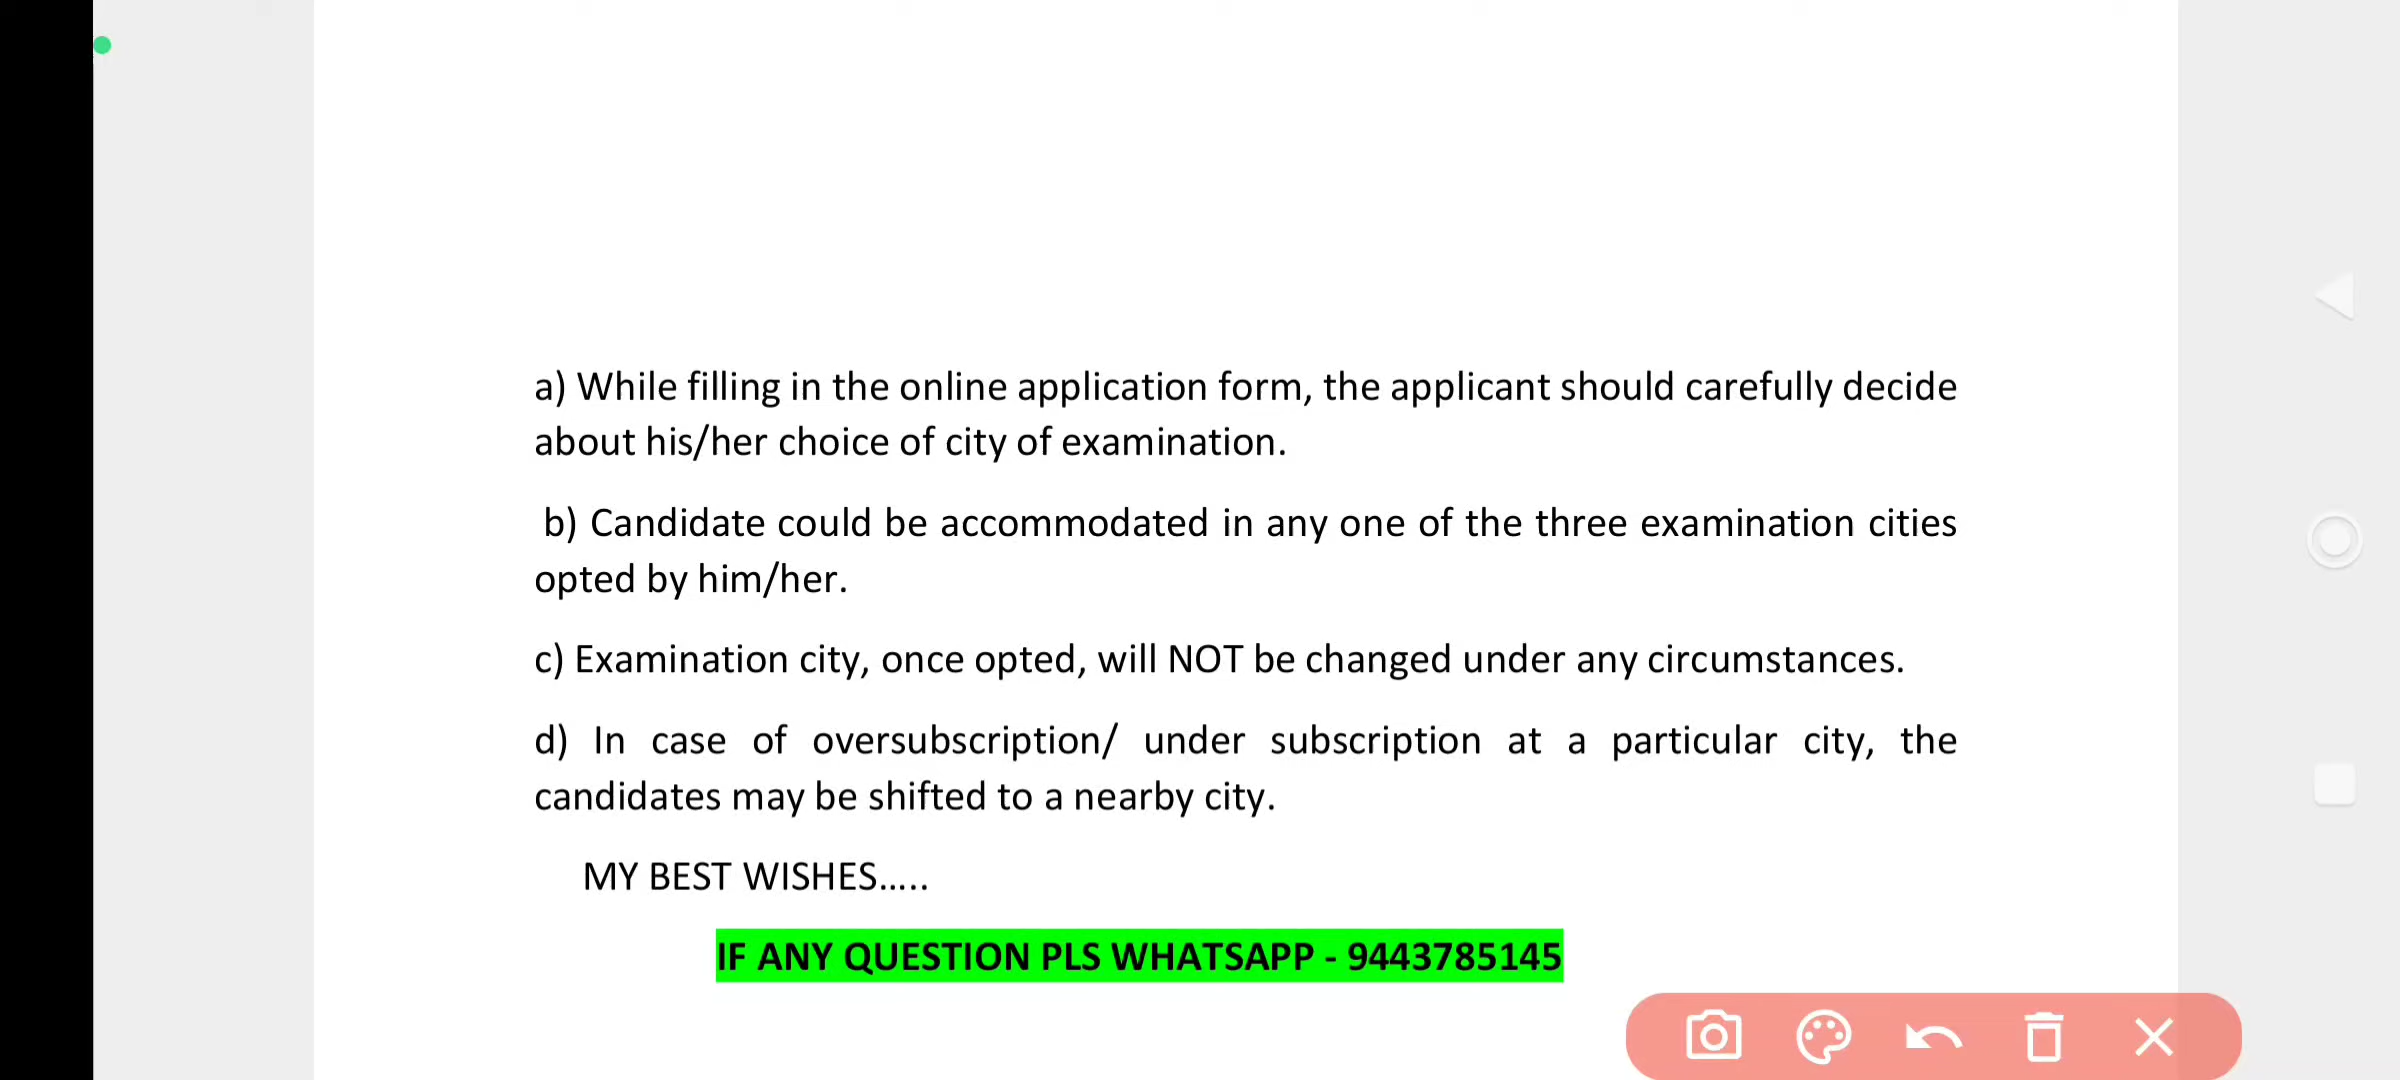 a) While filling in the online application form, the applicant should carefully decide
about his/her choice of city of examination.
b) Candidate could be accommodated in any one of the three examination cities
opted by him/her.
c) Examination city, once opted, will NOT be changed under any circumstances.
d) In case of oversubscription/ under subscription at a particular city, the
candidates may be shifted to a nearby city.
MY BEST WISHES.....
IF ANY QUESTION PLS WHATSAPP - 9443785145